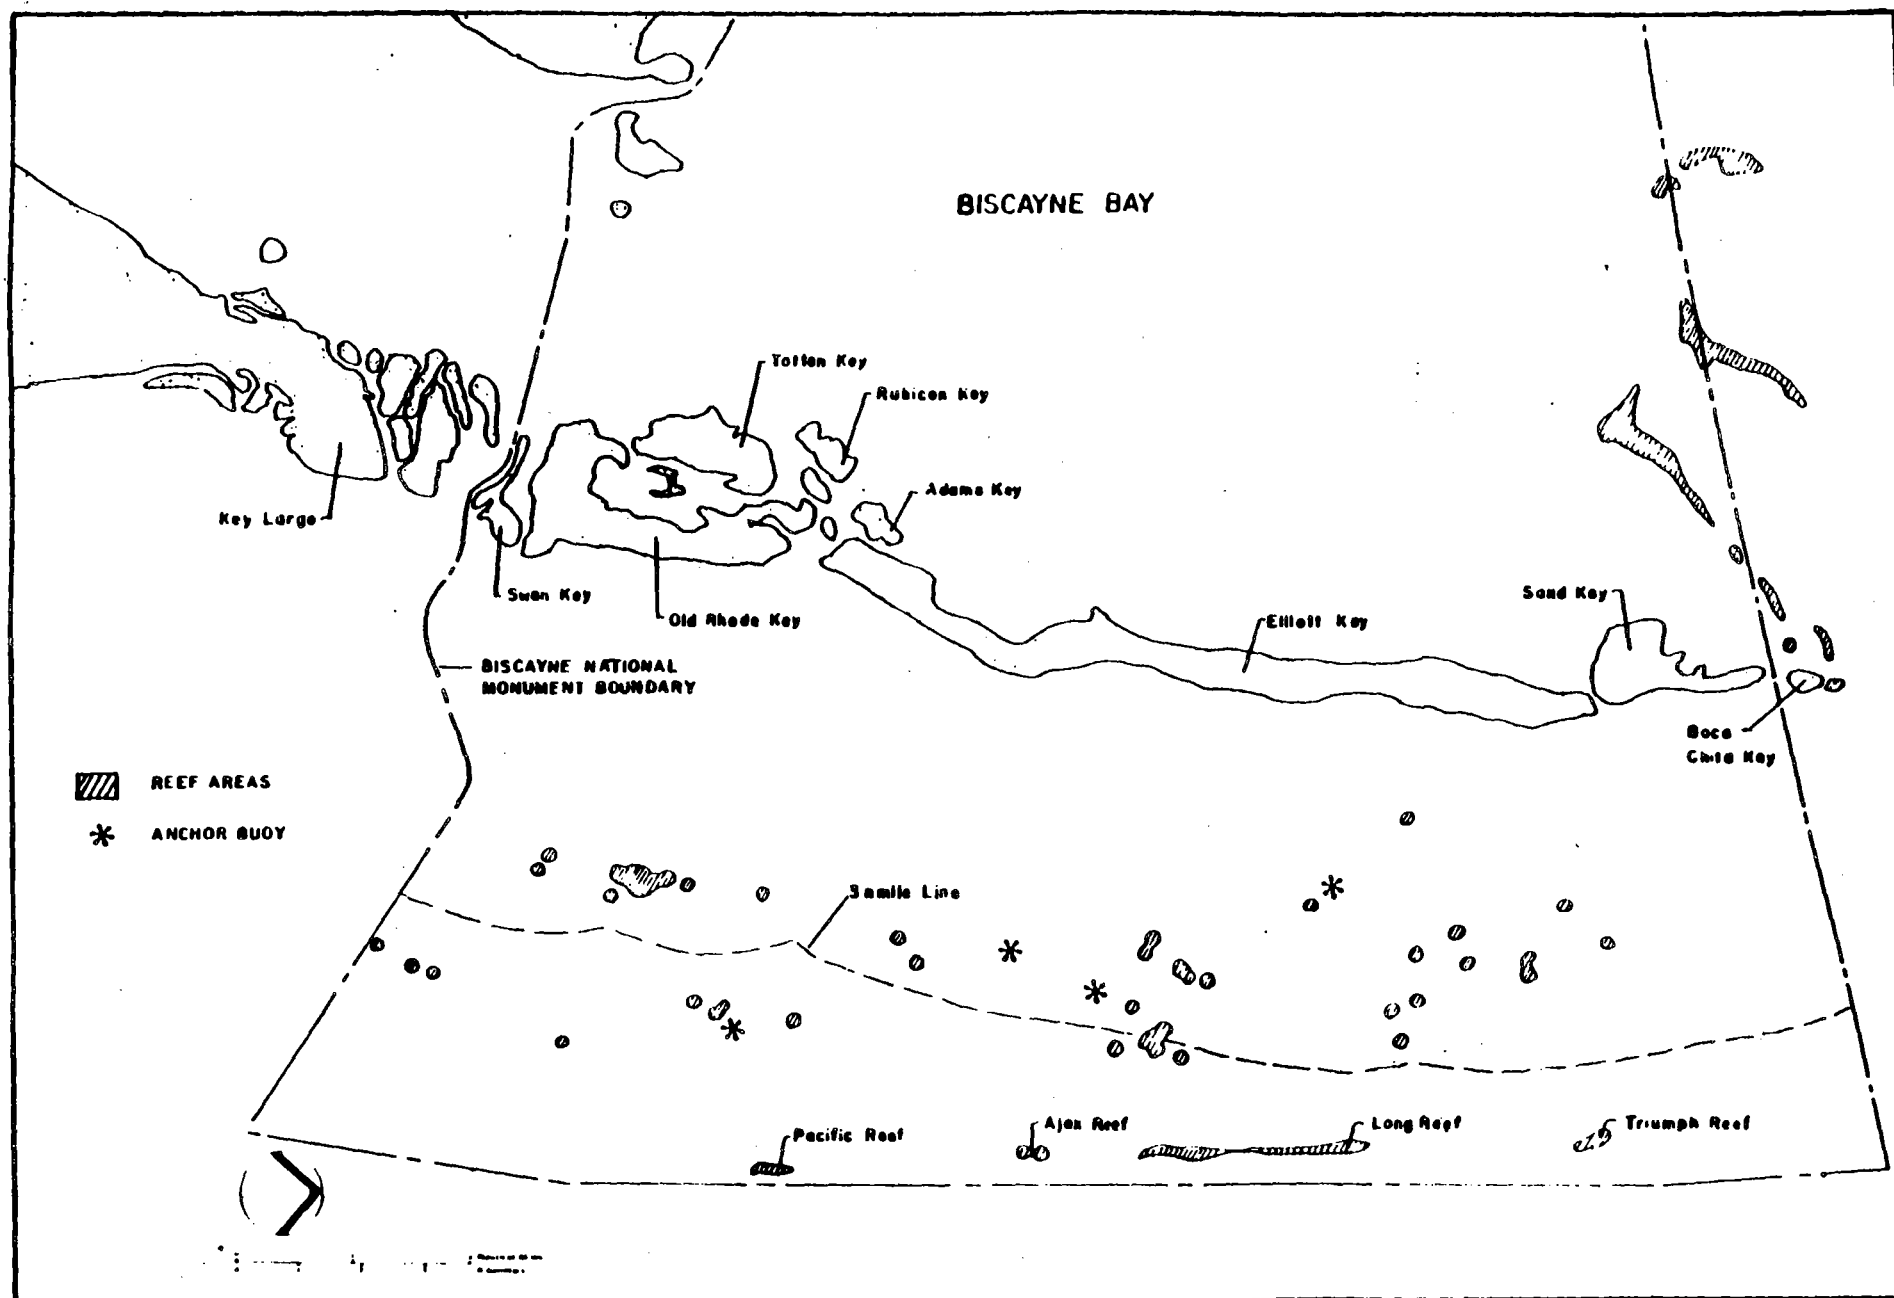 BISCAYNE BAY
Totten Key
Rubicon Key
Adams Key
Key Largo
Swan Key
Old Rhode Key
Elliott Key
Sand Key
BISCAYNE NATIONAL
MONUMENT BOUNDARY
Boca
Chita Key
REEF AREAS
ANCHOR BUOY
3 mile Line
Pacific Reef
Ajax Reef
Long Reef
Triumph Reef